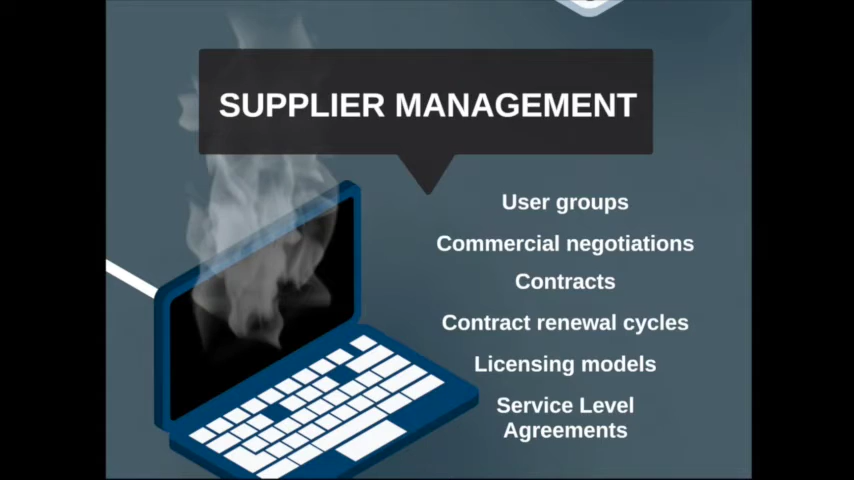 SUPPLIER MANAGEMENT
User groups
Commercial negotiations
Contracts
Contract renewal cycles
Licensing models
Service Level
Agreements